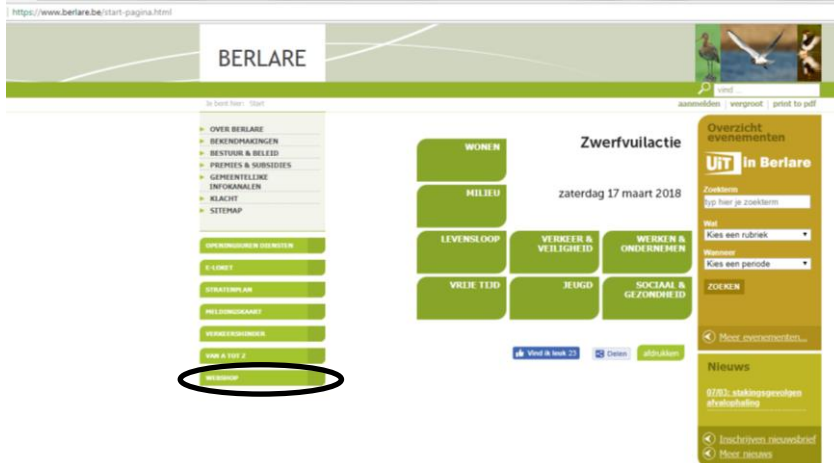 https://www.berlare.be/start-pagina.html
BERLARE
vind ...
Je bent hier: Start
aanmelden | vergroot | print to pdf
OVER BERLARE
BEKENDMAKINGEN
BESTUUR & BELEID
PREMIES & SUBSIDIES
GEMEENTELIJKE
INFOKANALEN
KLACHT
SITEMAP
OPENINGSUREN DIENSTEN
E-LOKET
STRATENPLAN
MELDINGSKAART
VERKEERSHINDER
VAN A TOT Z
WEBSHOP
WONEN
MILIEU
LEVENSLOOP
VERKEER &
VEILIGHEID
WERKEN &
ONDERNEMEN
VRIJE TIJD
JEUGD
SOCIAAL &
GEZONDHEID
Zwerfvuilactie
zaterdag 17 maart 2018
Vind ik leuk 23
Delen
afdrukken
Overzicht
evenementen
UiT in Berlare
Zoekterm
typ hier je zoekterm
Wat
Kies een rubriek
Wanneer
Kies een periode
ZOEKEN
Meer evenementen...
Nieuws
07/03: stakingsgevolgen
afvalophaling
Inschrijven nieuwsbrief
Meer nieuws